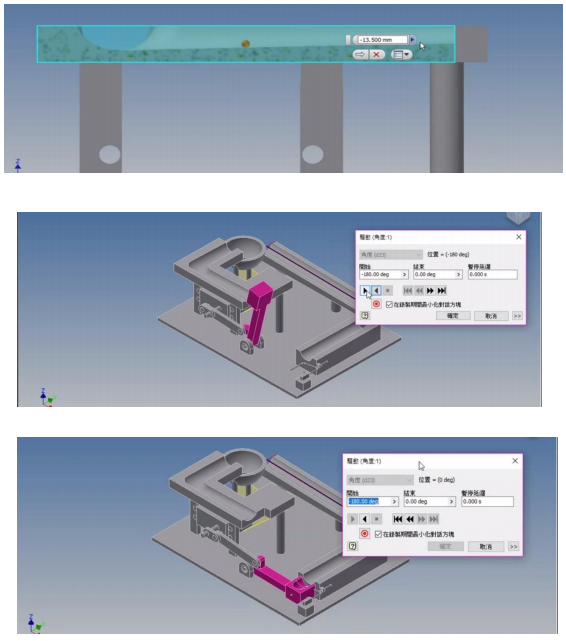 -13.500 mm
z
驅動 (角度:1)
角度 (d23) 位置 = (-180 deg)
開始 結束 暫停延遲
-180.00 deg > 0.00 deg > 0.000 s
在錄製期間最小化對話方塊
確定 取消 >>
z
驅動 (角度:1)
角度 (d23) 位置 = (0 deg)
開始 結束 暫停延遲
-180.00 deg > 0.00 deg > 0.000 s
在錄製期間最小化對話方塊
確定 取消 >>
z